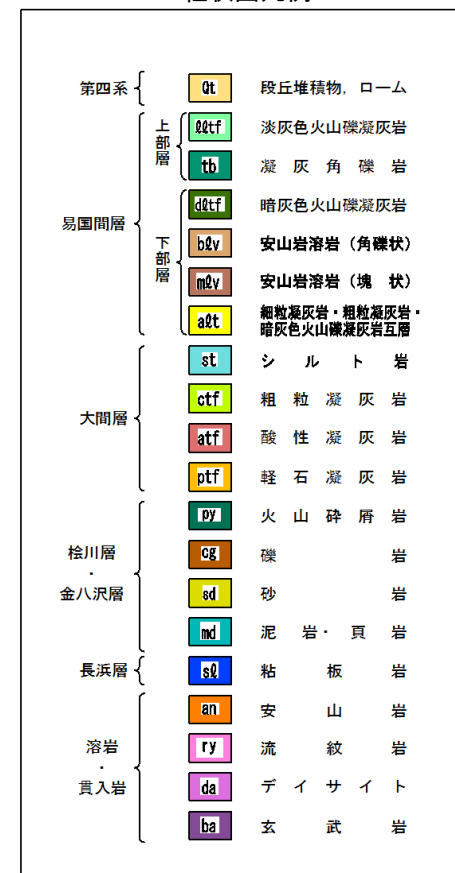 第四系 Qt 段丘堆積物，ローム
上部層 ℓℓtf 淡灰色火山礫凝灰岩
tb 凝灰角礫岩
易国間層
下部層 dℓtf 暗灰色火山礫凝灰岩
bℓv 安山岩溶岩（角礫状）
mℓv 安山岩溶岩（塊　状）
aℓt 細粒凝灰岩・粗粒凝灰岩・
暗灰色火山礫凝灰岩互層
大間層 st シルト岩
ctf 粗粒凝灰岩
atf 酸性凝灰岩
ptf 軽石凝灰岩
桧川層・金八沢層 py 火山砕屑岩
cg 礫岩
sd 砂岩
md 泥岩・頁岩
長浜層 sℓ 粘板岩
溶岩・貫入岩 an 安山岩
ry 流紋岩
da デイサイト
ba 玄武岩